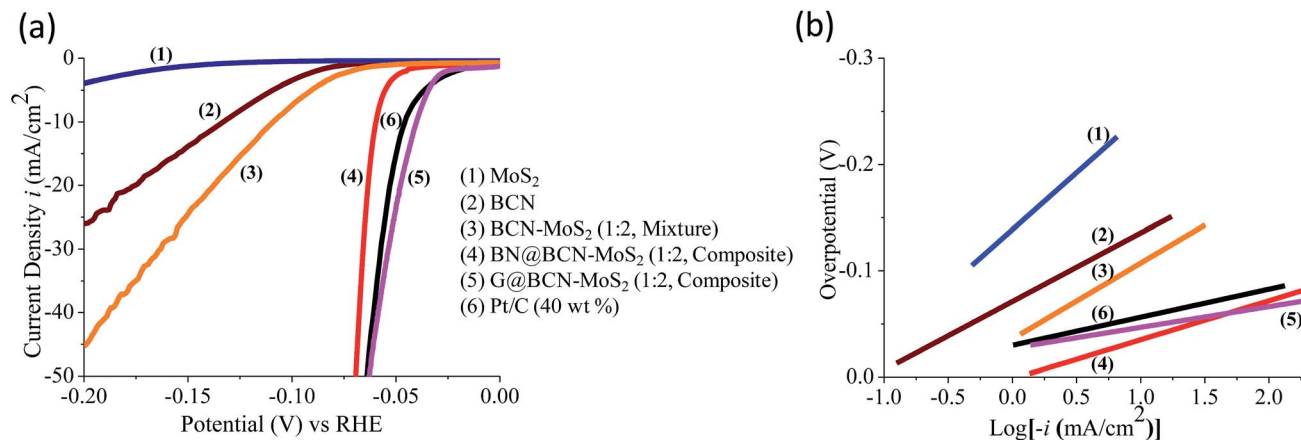 (a)
0
-10
-20
-30
-40
-50
Current Density i (mA/cm²)
-0.20
-0.15
-0.10
-0.05
0.00
Potential (V) vs RHE
(1)
(2)
(3)
(4)
(5)
(6)
(1) MoS₂
(2) BCN
(3) BCN-MoS₂ (1:2, Mixture)
(4) BN@BCN-MoS₂ (1:2, Composite)
(5) G@BCN-MoS₂ (1:2, Composite)
(6) Pt/C (40 wt %)
(b)
-0.3
-0.2
-0.1
0.0
Overpotential (V)
-1.0
-0.5
0.0
0.5
1.0
1.5
2.0
Log[-i (mA/cm²)]
(1)
(2)
(3)
(6)
(5)
(4)